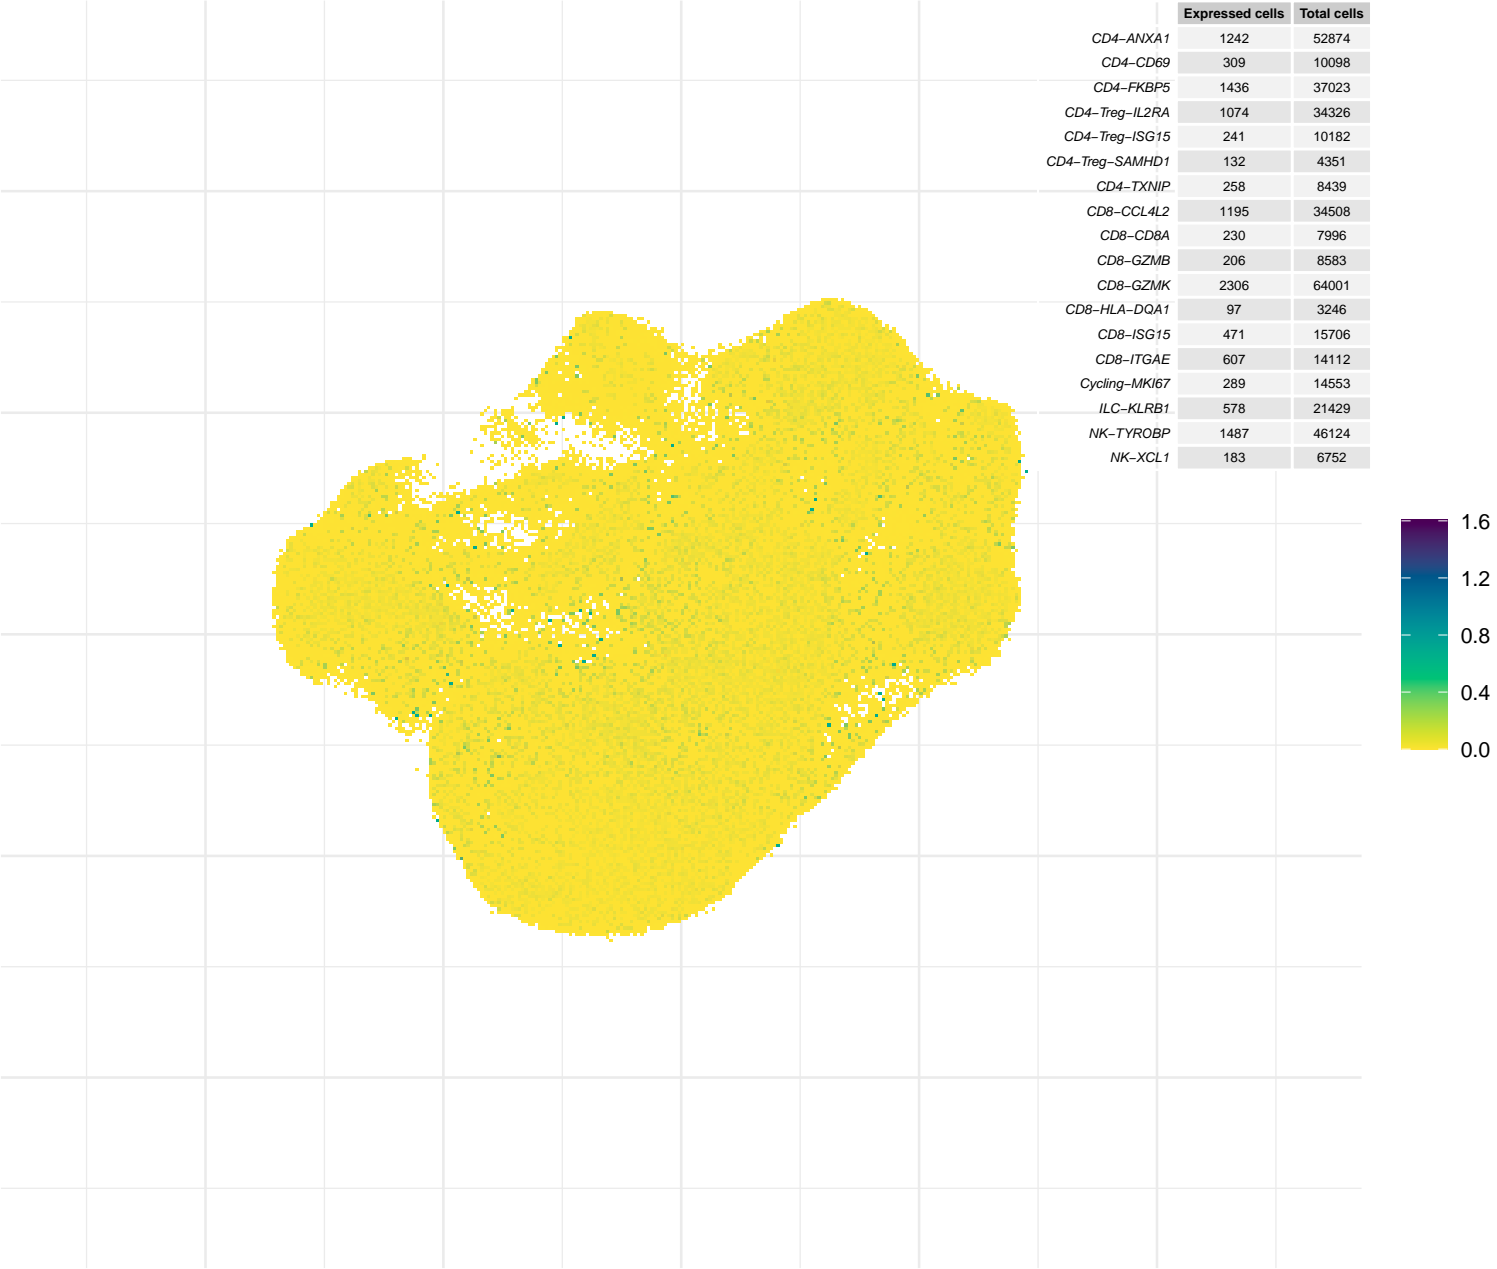 Expressed cells Total cells
CD4−ANXA1 1242 52874
CD4−CD69 309 10098
CD4−FKBP5 1436 37023
CD4−Treg−IL2RA 1074 34326
CD4−Treg−ISG15 241 10182
CD4−Treg−SAMHD1 132 4351
CD4−TXNIP 258 8439
CD8−CCL4L2 1195 34508
CD8−CD8A 230 7996
CD8−GZMB 206 8583
CD8−GZMK 2306 64001
CD8−HLA−DQA1 97 3246
CD8−ISG15 471 15706
CD8−ITGAE 607 14112
Cycling−MKI67 289 14553
ILC−KLRB1 578 21429
NK−TYROBP 1487 46124
NK−XCL1 183 6752
1.6
1.2
0.8
0.4
0.0